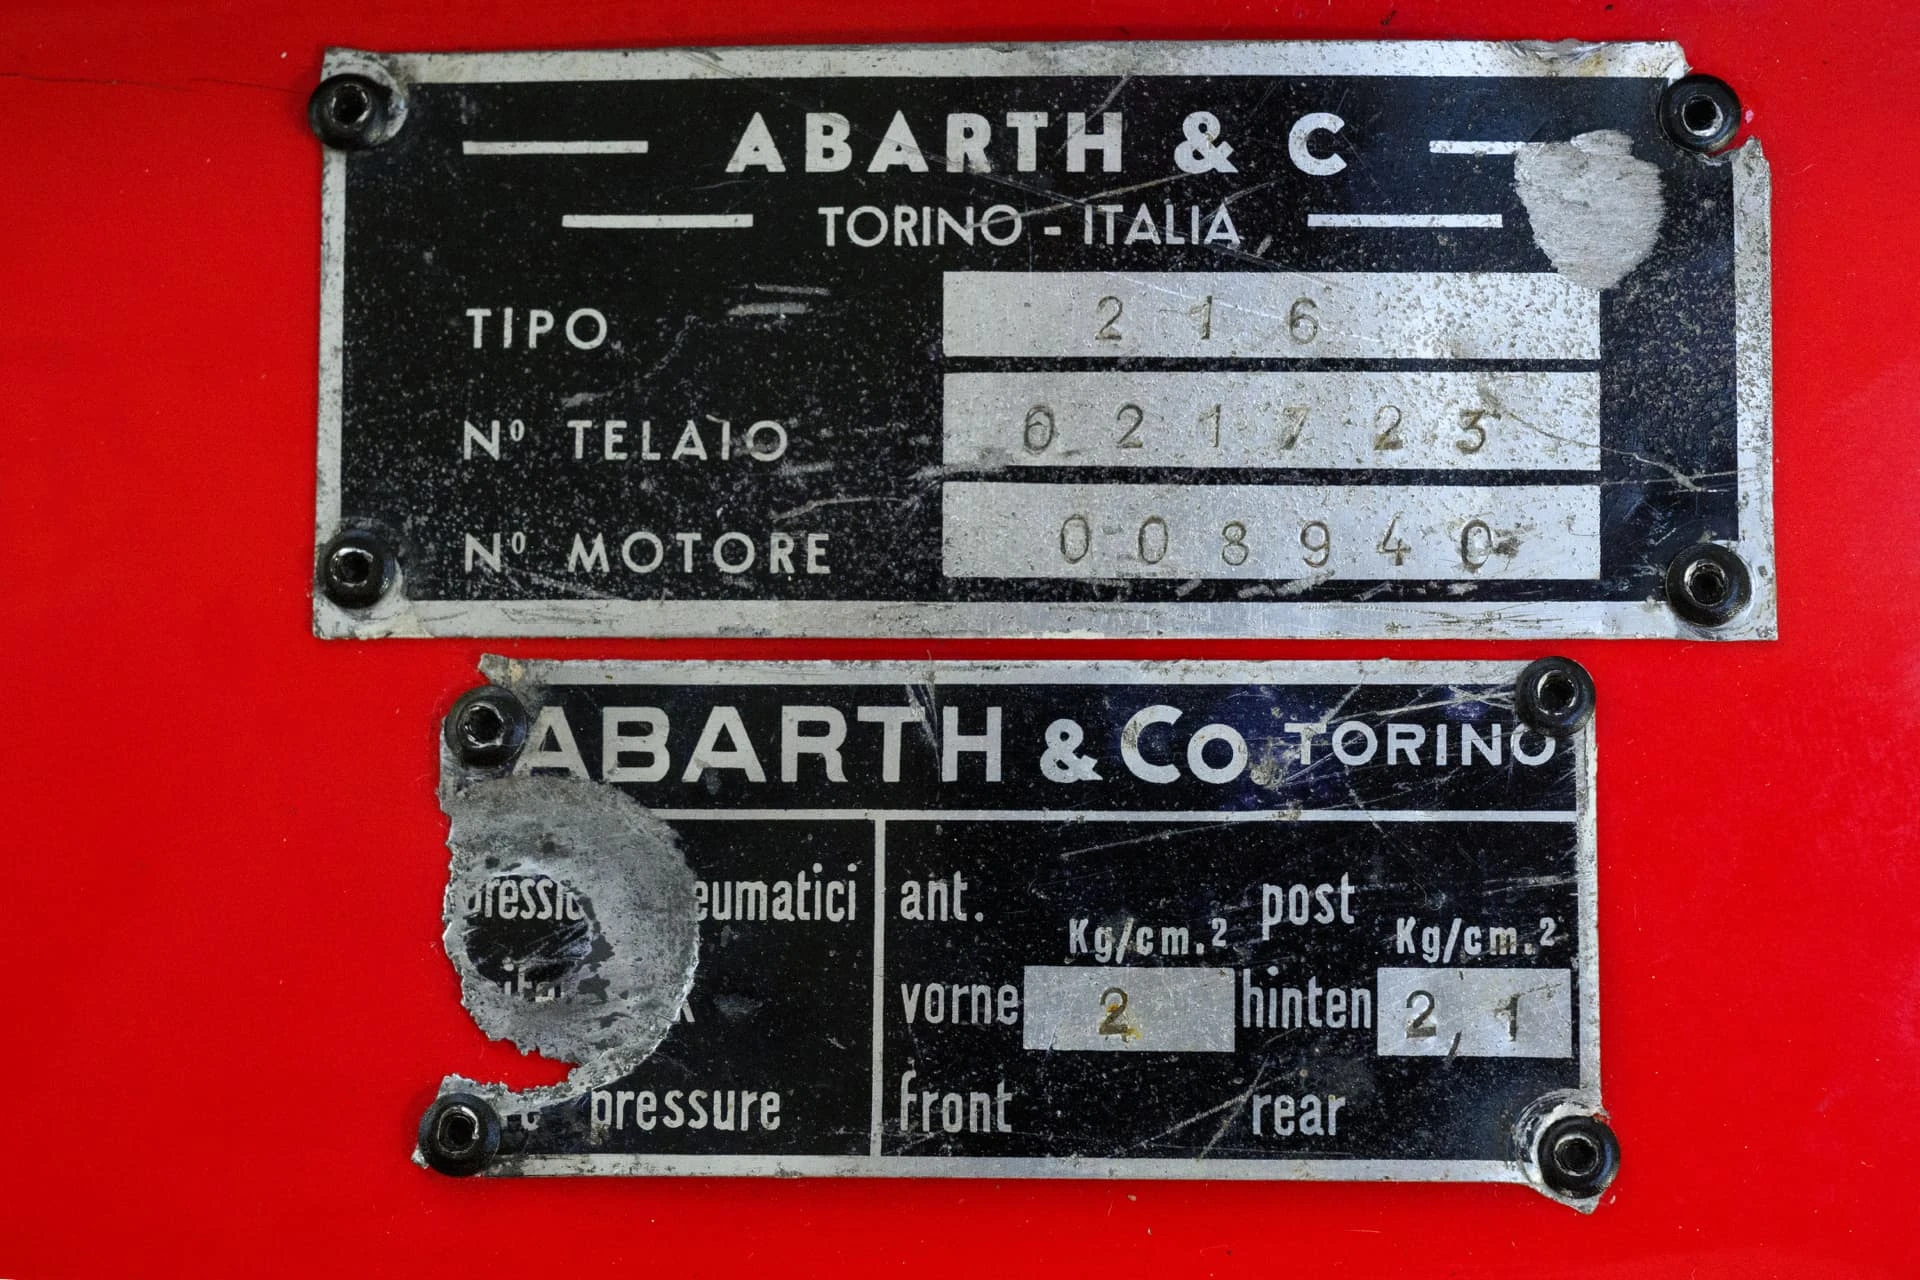 ABARTH & C
TORINO - ITALIA
TIPO 216
Nº TELAIO 021723
Nº MOTORE 008940
ABARTH & Co. TORINO
ant. Kg/cm.² post Kg/cm.²
vorne 2 hinten 2,1
pressure front rear